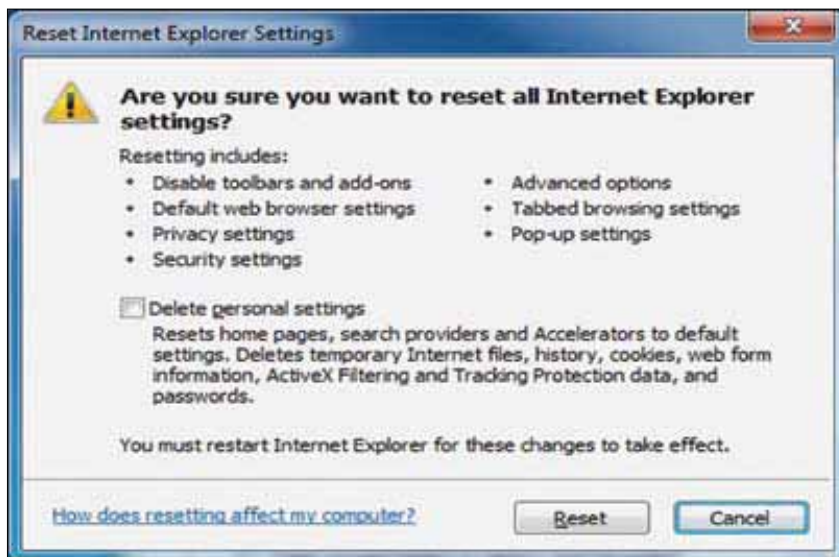 Reset Internet Explorer Settings
Are you sure you want to reset all Internet Explorer
settings?
Resetting includes:
• Disable toolbars and add-ons
• Default web browser settings
• Privacy settings
• Security settings
• Advanced options
• Tabbed browsing settings
• Pop-up settings
Delete personal settings
Resets home pages, search providers and Accelerators to default
settings. Deletes temporary Internet files, history, cookies, web form
information, ActiveX Filtering and Tracking Protection data, and
passwords.
You must restart Internet Explorer for these changes to take effect.
How does resetting affect my computer?
Reset
Cancel